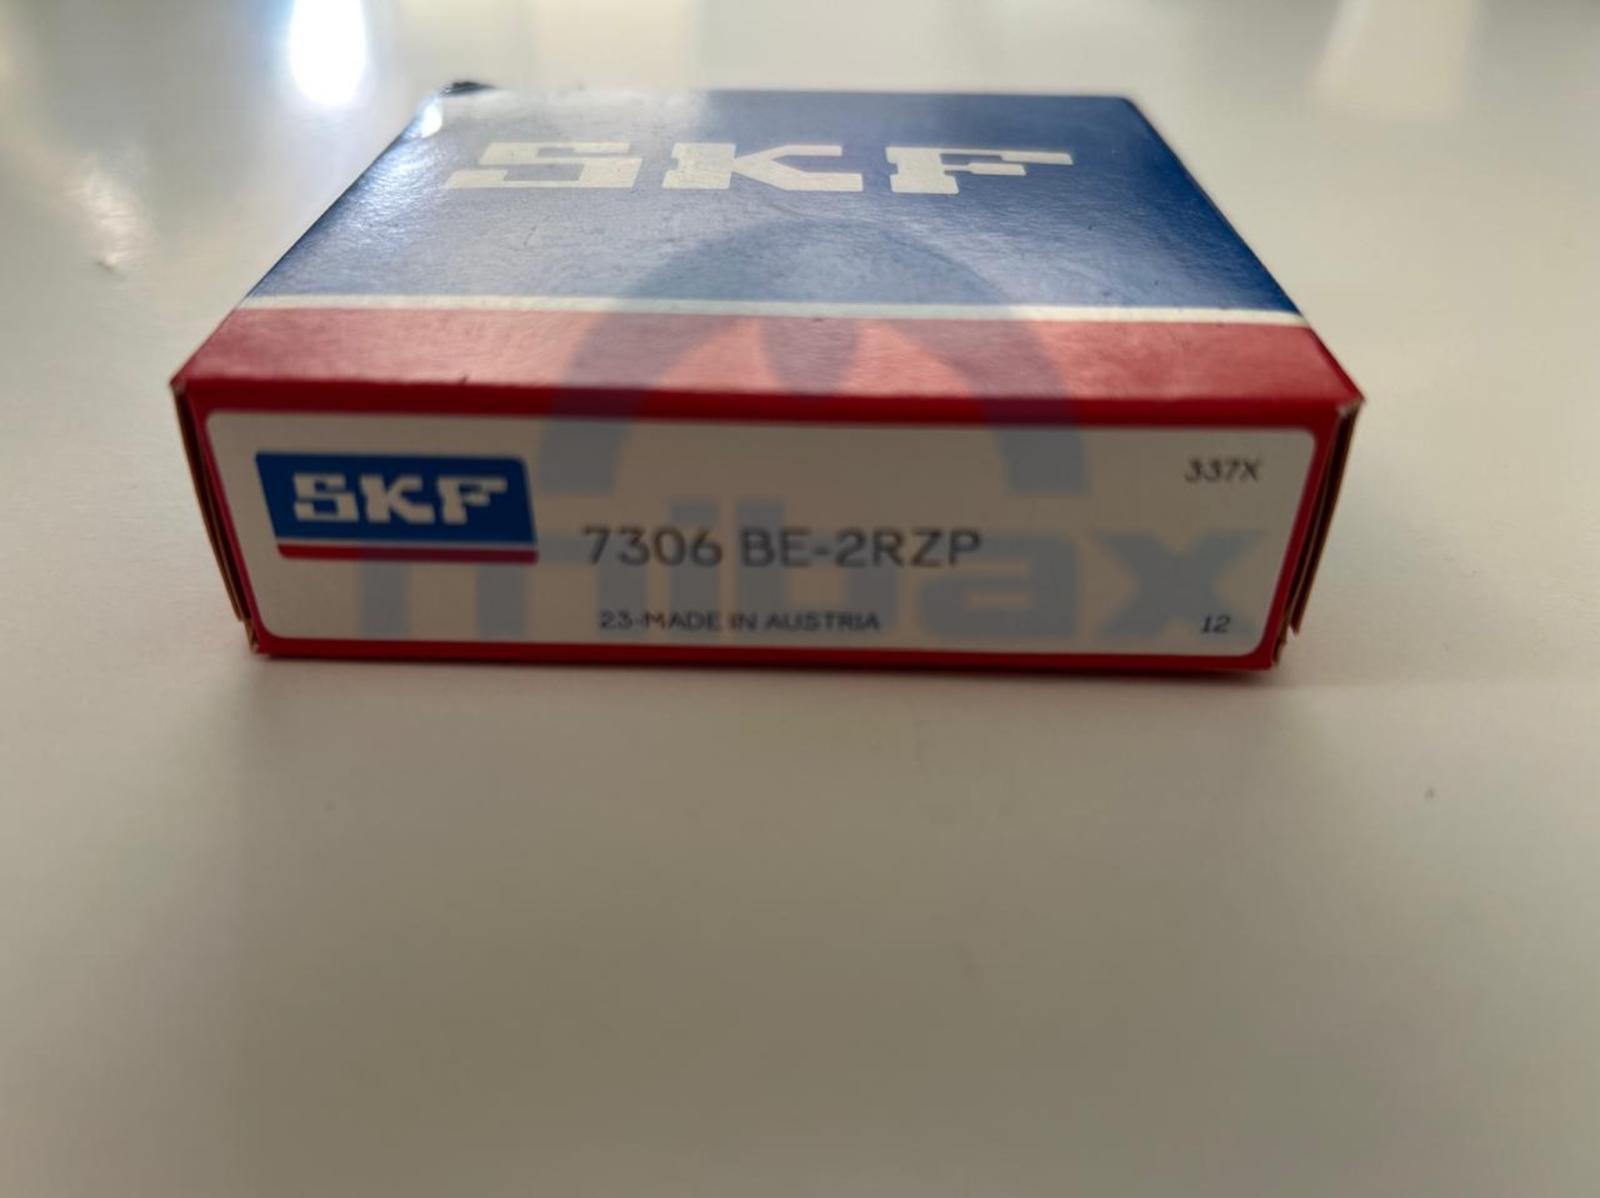 SKF
SKF
337X
7306 BE-2RZP
23-MADE IN AUSTRIA
12
mibax